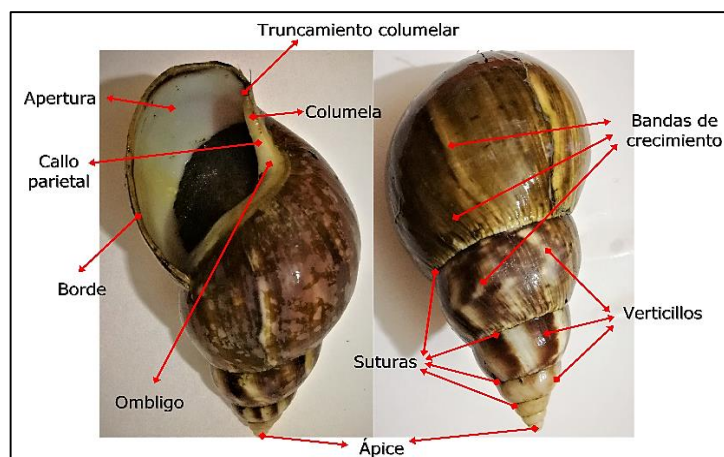 Truncamiento columelar
Apertura
Columela
Callo
parietal
Borde
Ombligo
Bandas de
crecimiento
Verticillos
Suturas
Ápice